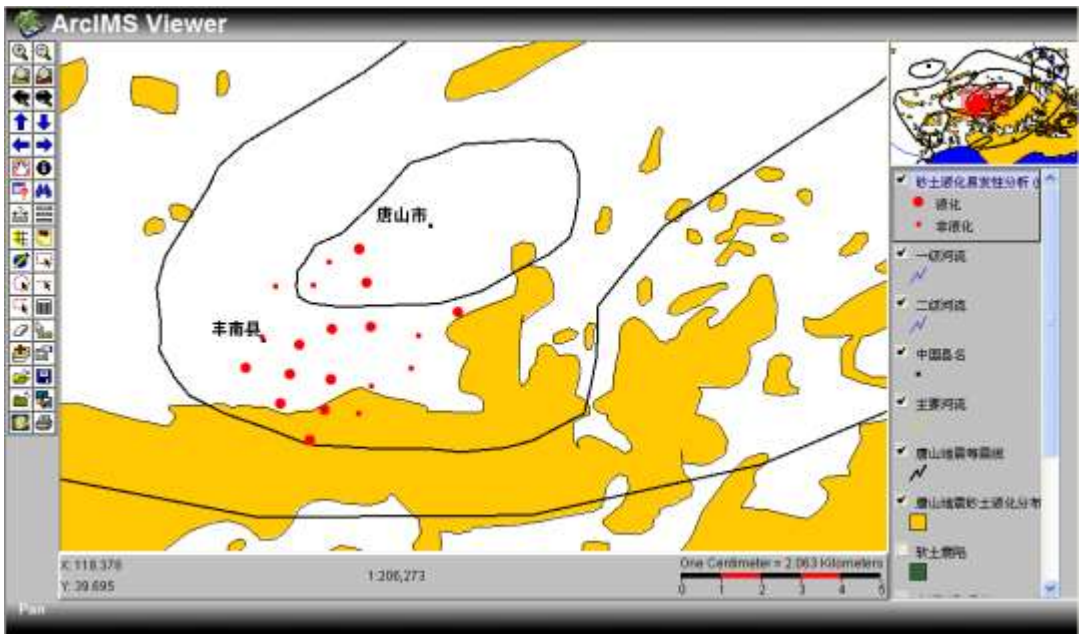 ArcIMS Viewer
唐山市
丰南县
砂土液化易发性分析 (
液化
非液化
一级河流
二级河流
中国县名
主要河流
唐山地震等震线
唐山地震砂土液化分布
软土震陷
X: 118.378
Y: 39.695
1:206,273
One Centimeter = 2.063 Kilometers
0 1 2 3 4 5
Pan